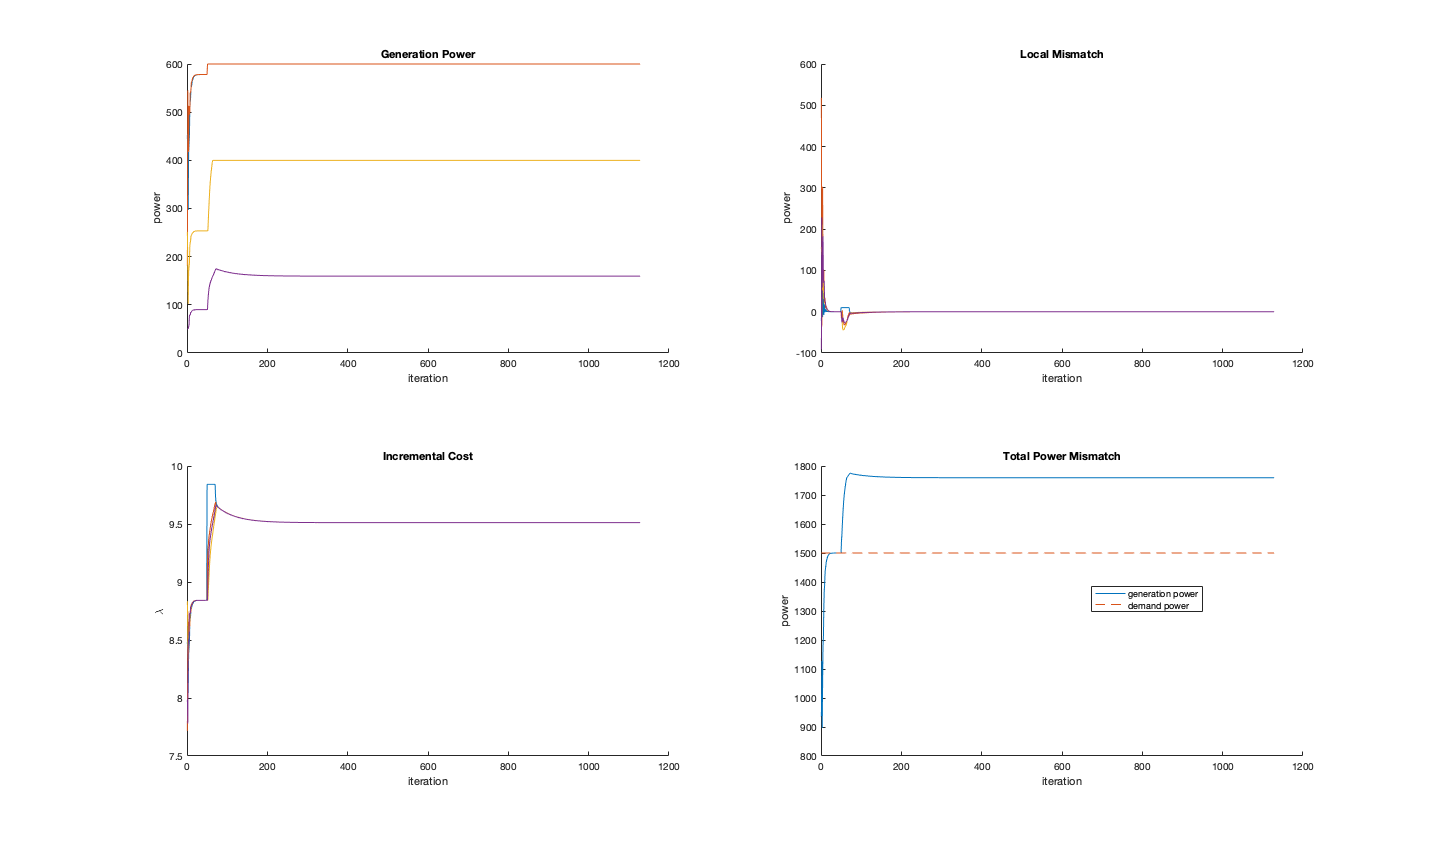 Generation Power
600
500
400
300
200
100
0
power
0 200 400 600 800 1000 1200
iteration
Local Mismatch
600
500
400
300
200
100
0
-100
power
0 200 400 600 800 1000 1200
iteration
Incremental Cost
10
9.5
9
8.5
8
7.5
λ
0 200 400 600 800 1000 1200
iteration
Total Power Mismatch
1800
1700
1600
1500
1400
1300
1200
1100
1000
900
800
power
0 200 400 600 800 1000 1200
iteration
generation power
demand power